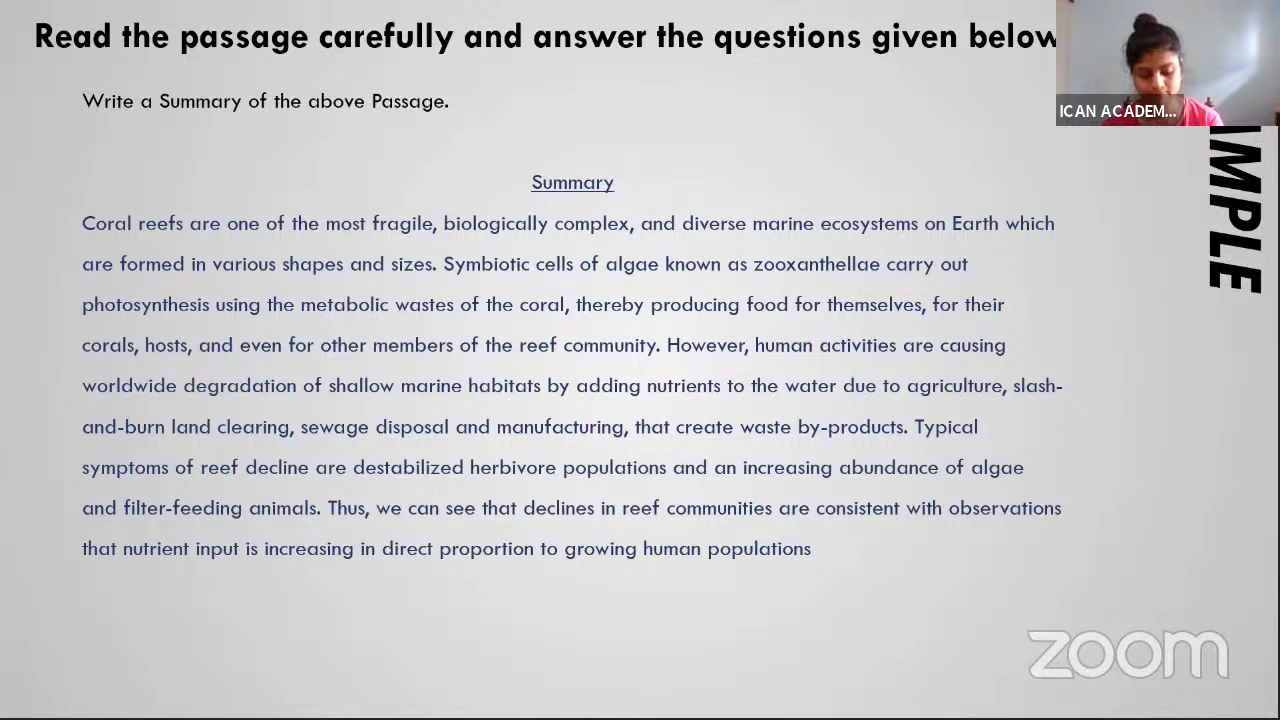 Read the passage carefully and answer the questions given below
Write a Summary of the above Passage.
ICAN ACADEM...
Summary
Coral reefs are one of the most fragile, biologically complex, and diverse marine ecosystems on Earth which
are formed in various shapes and sizes. Symbiotic cells of algae known as zooxanthellae carry out
photosynthesis using the metabolic wastes of the coral, thereby producing food for themselves, for their
corals, hosts, and even for other members of the reef community. However, human activities are causing
worldwide degradation of shallow marine habitats by adding nutrients to the water due to agriculture, slash-
and-burn land clearing, sewage disposal and manufacturing, that create waste by-products. Typical
symptoms of reef decline are destabilized herbivore populations and an increasing abundance of algae
and filter-feeding animals. Thus, we can see that declines in reef communities are consistent with observations
that nutrient input is increasing in direct proportion to growing human populations
zoom